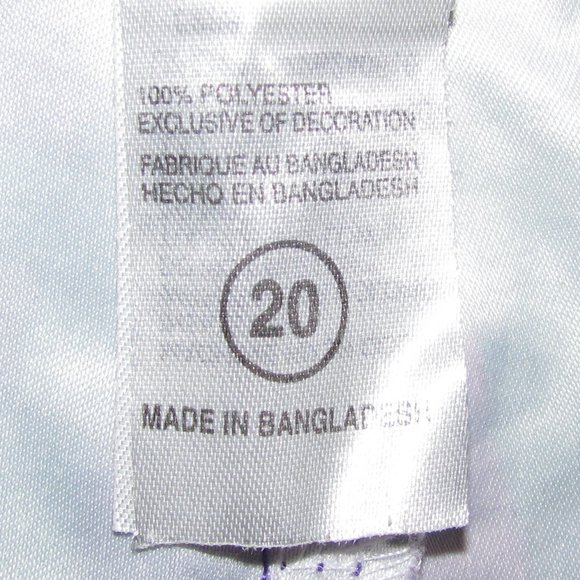 100% POLYESTER
EXCLUSIVE OF DECORATION
FABRIQUE AU BANGLADESH
HECHO EN BANGLADESH
20
MADE IN BANGLADESH